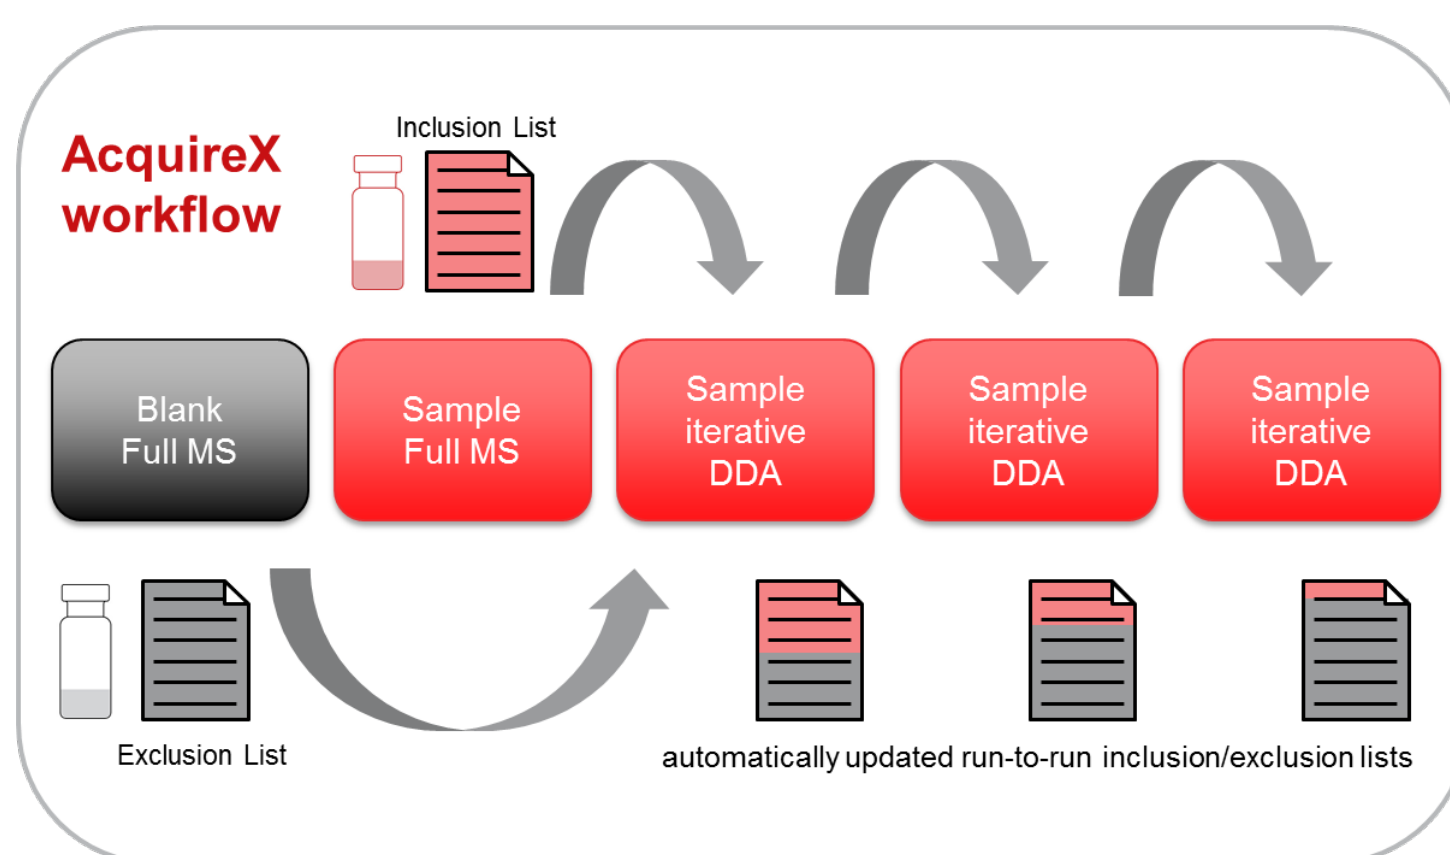 AcquireX
workflow
Inclusion List
Blank
Full MS
Sample
Full MS
Sample
iterative
DDA
Sample
iterative
DDA
Sample
iterative
DDA
Exclusion List
automatically updated run-to-run inclusion/exclusion lists